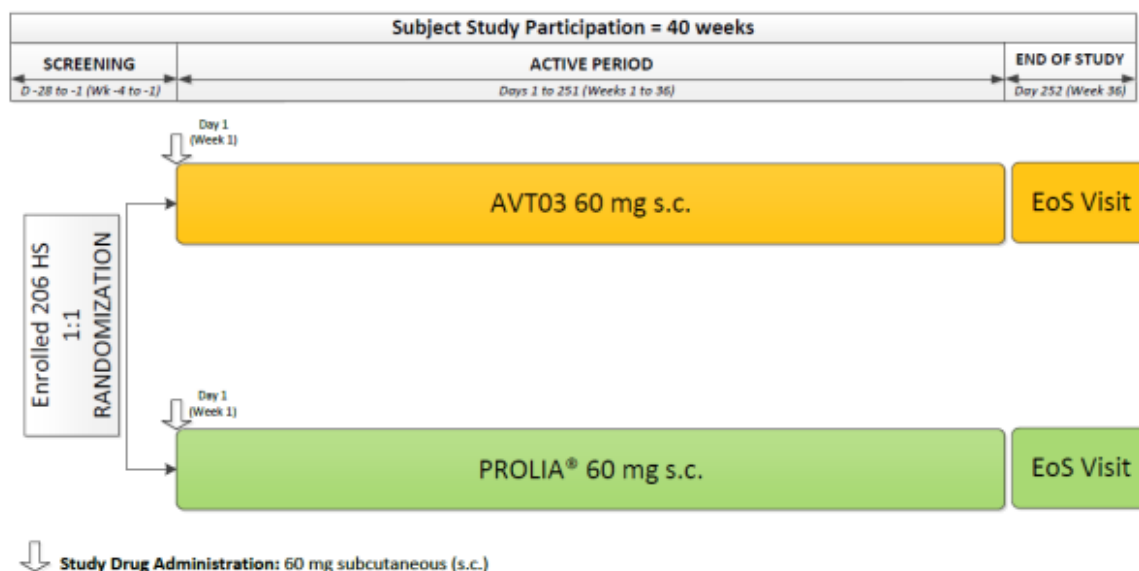 Subject Study Participation = 40 weeks
SCREENING
ACTIVE PERIOD
END OF STUDY
D -28 to -1 (Wk -4 to -1)
Days 1 to 251 (Weeks 1 to 36)
Day 252 (Week 36)
Day 1
(Week 1)
AVT03 60 mg s.c.
EoS Visit
Enrolled 206 HS
1:1
RANDOMIZATION
Day 1
(Week 1)
PROLIA® 60 mg s.c.
EoS Visit
Study Drug Administration: 60 mg subcutaneous (s.c.)